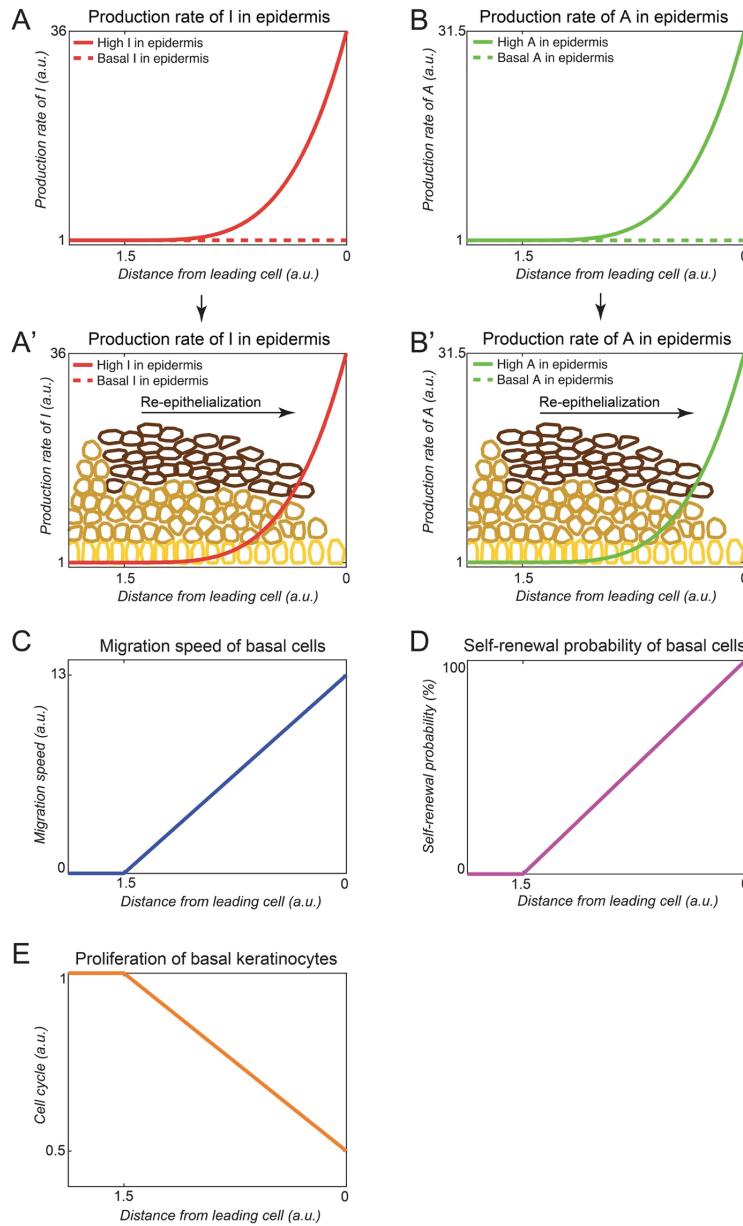 A
Production rate of I in epidermis
36
High I in epidermis
Basal I in epidermis
Production rate of I (a.u.)
1
1.5
0
Distance from leading cell (a.u.)
B
Production rate of A in epidermis
31.5
High A in epidermis
Basal A in epidermis
Production rate of A (a.u.)
1
1.5
0
Distance from leading cell (a.u.)
A'
Production rate of I in epidermis
36
High I in epidermis
Basal I in epidermis
Re-epithelialization
Production rate of I (a.u.)
1
1.5
0
Distance from leading cell (a.u.)
B'
Production rate of A in epidermis
31.5
High A in epidermis
Basal A in epidermis
Re-epithelialization
Production rate of A (a.u.)
1
1.5
0
Distance from leading cell (a.u.)
C
Migration speed of basal cells
13
Migration speed (a.u.)
0
1.5
0
Distance from leading cell (a.u.)
D
Self-renewal probability of basal cells
100
Self-renewal probability (%)
0
1.5
0
Distance from leading cell (a.u.)
E
Proliferation of basal keratinocytes
1
Cell cycle (a.u.)
0.5
1.5
0
Distance from leading cell (a.u.)